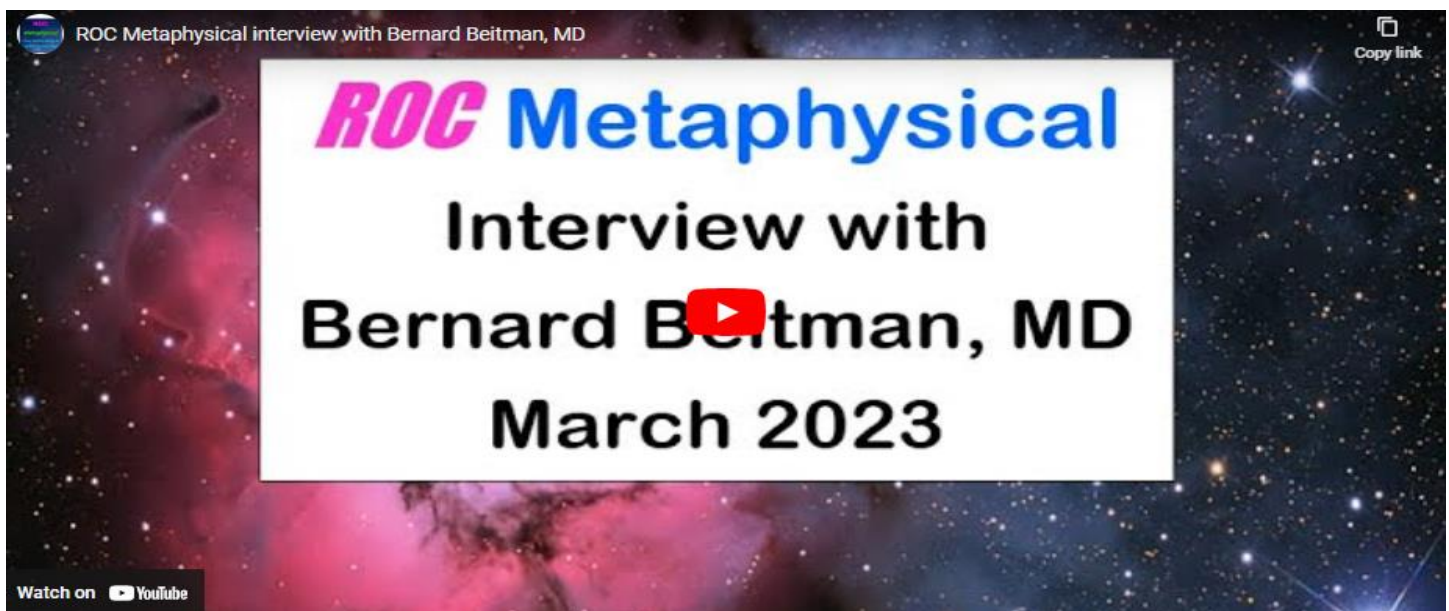 ROC Metaphysical interview with Bernard Beitman, MD
Copy link
ROC Metaphysical
Interview with
Bernard Beitman, MD
March 2023
Watch on YouTube